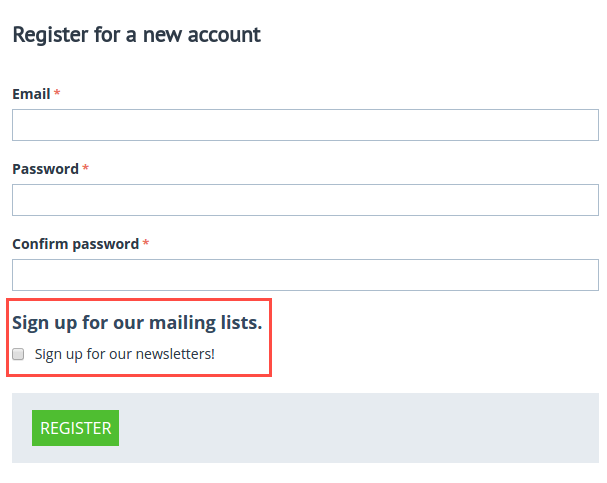 Register for a new account
Email *
Password *
Confirm password *
Sign up for our mailing lists.
Sign up for our newsletters!
REGISTER